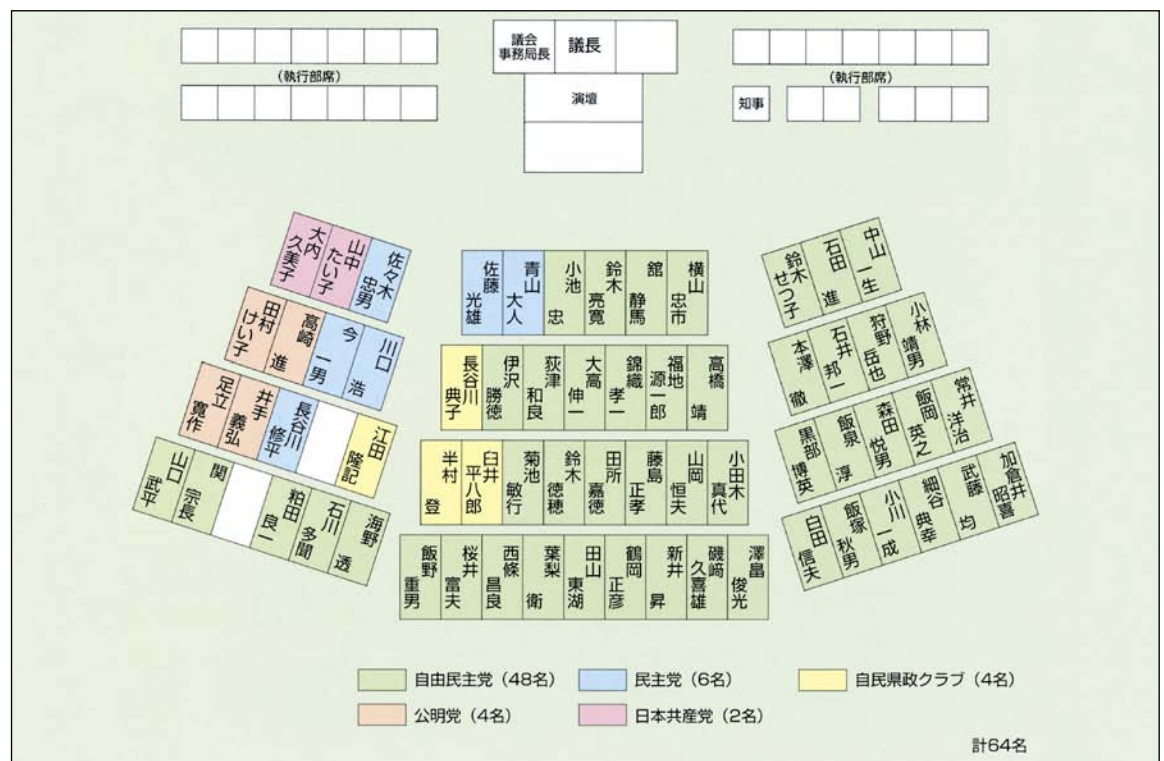 議会
事務局長
議長
(執行部席)
(執行部席)
演壇
知事
大内 久美子
山中 たい子
佐々木 忠男
田村 けい子
高崎 進
今 一男
川口 浩
足立 寛作
井手 義弘
長谷川 修平
江田 隆記
山口 武平
関 宗長
粕田 良一
石川 多聞
海野 透
佐藤 光雄
青山 大人
小池 忠
鈴木 亮寛
舘 静馬
横山 忠市
長谷川 典子
伊沢 勝徳
荻津 和良
大高 伸一
錦織 孝一
福地 源一郎
高橋 靖
半村 登
臼井 平八郎
菊池 敏行
鈴木 徳穂
田所 嘉徳
藤島 正孝
山岡 恒夫
小田木 真代
飯野 重男
桜井 富夫
西條 昌良
葉梨 衛
田山 東湖
鶴岡 正彦
新井 昇
磯﨑 久喜雄
澤畠 俊光
鈴木 せつ子
石田 進
中山 一生
本澤 徹
石井 邦一
狩野 岳也
小林 靖男
黒部 博英
飯泉 淳
森田 悦男
飯岡 英之
常井 洋治
白田 信夫
飯塚 秋男
小川 一成
細谷 典幸
武藤 均
加倉井 昭喜
自由民主党(48名)
民主党(6名)
自民県政クラブ(4名)
公明党(4名)
日本共産党(2名)
計64名